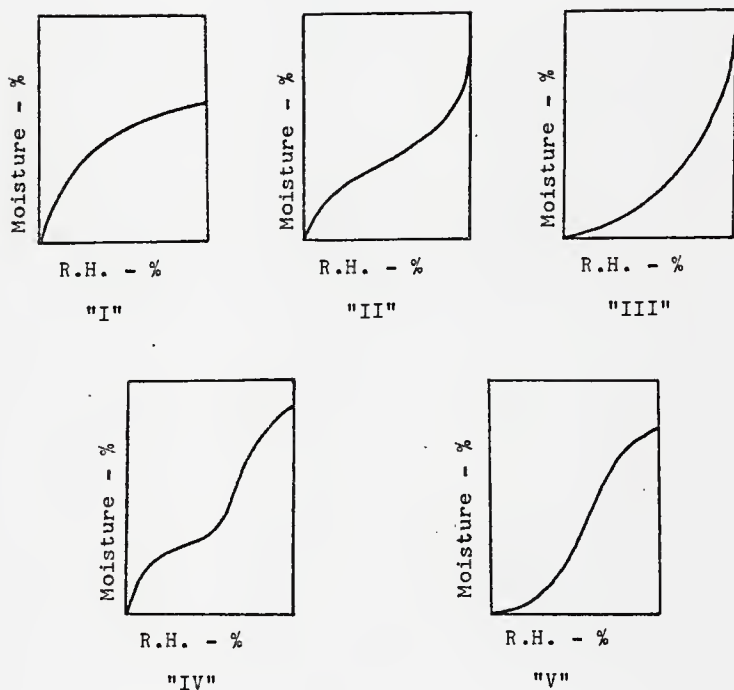 Moisture - %
R.H. - %
"I"
Moisture - %
R.H. - %
"II"
Moisture - %
R.H. - %
"III"
Moisture - %
R.H. - %
"IV"
Moisture - %
R.H. - %
"V"